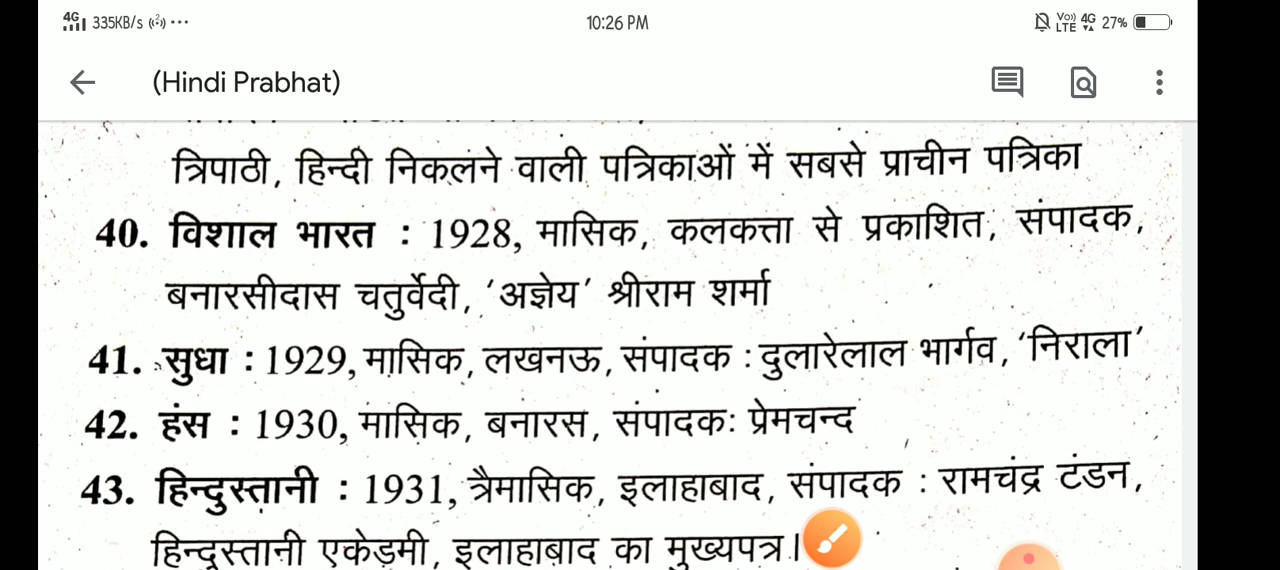 4G 335KB/s ••• 10:26 PM Vo)) LTE 4G 27%
(Hindi Prabhat)
त्रिपाठी, हिन्दी निकलने वाली पत्रिकाओं में सबसे प्राचीन पत्रिका
40. विशाल भारत : 1928, मासिक, कलकत्ता से प्रकाशित, संपादक,
बनारसीदास चतुर्वेदी, ‘अज्ञेय’ श्रीराम शर्मा
41. सुधा : 1929, मासिक, लखनऊ, संपादक : दुलारेलाल भार्गव, ‘निराला’
42. हंस : 1930, मासिक, बनारस, संपादक: प्रेमचन्द
43. हिन्दुस्तानी : 1931, त्रैमासिक, इलाहाबाद, संपादक : रामचंद्र टंडन,
हिन्दुस्तानी एकेडमी, इलाहाबाद का मुख्यपत्र।